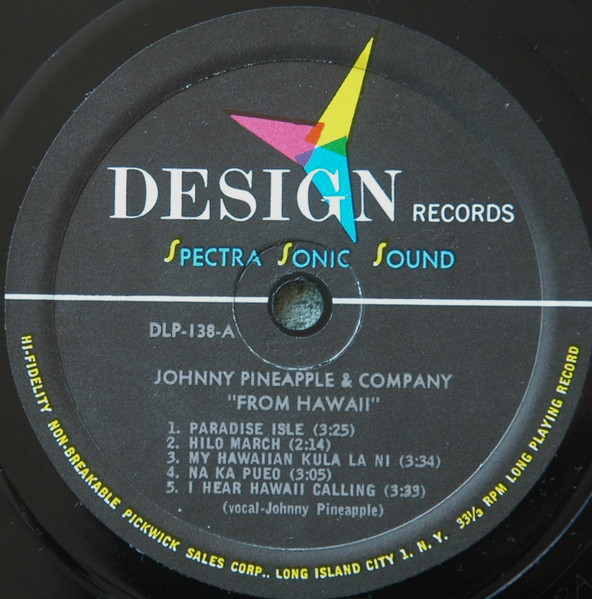 DESIGN RECORDS
SPECTRA SONIC SOUND
DLP-138-A
JOHNNY PINEAPPLE & COMPANY
"FROM HAWAII"
1. PARADISE ISLE (3:25)
2. HILO MARCH (2:14)
3. MY HAWAIIAN KULA LA NI (3:34)
4. NA KA PUEO (3:05)
5. I HEAR HAWAII CALLING (3:33)
(vocal-Johnny Pineapple)
HI-FIDELITY NON-BREAKABLE PICKWICK SALES CORP.. LONG ISLAND CITY 1. N. Y. 33⅓ RPM LONG PLAYING RECORD